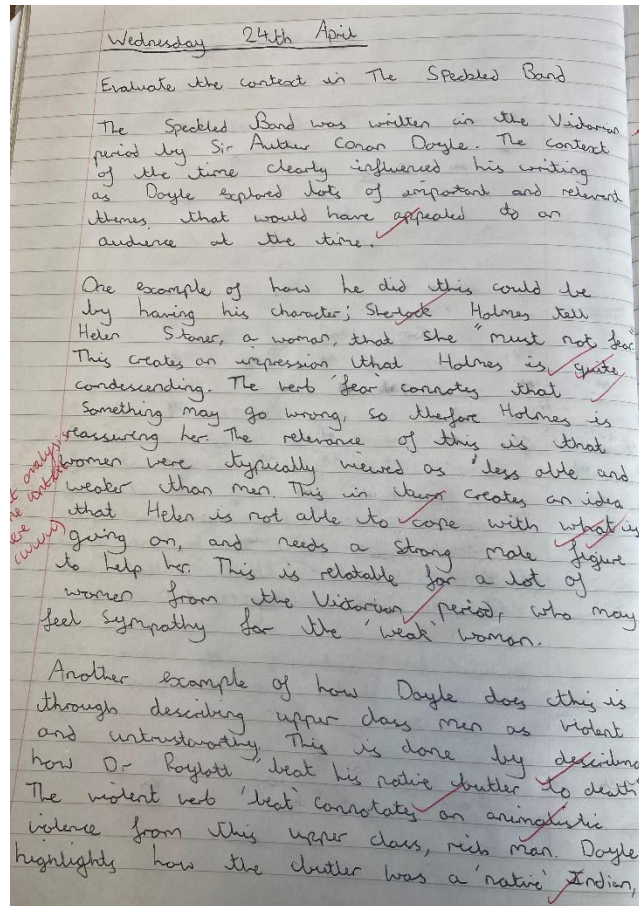 Wednesday 24th April
Evaluate the context in The Speckled Band
The Speckled Band was written in the Victorian
period by Sir Author Conan Doyle. The context
of the time clearly influenced his writing
as Doyle explored lots of important and relevent
themes that would have appealed to an
audience at the time.
One example of how he did this could be
by having his character; Sherlock Holmes tell
Helen Stoner, a woman, that she "must not fear.
This creates an impression that Holmes is quite
condescending. The verb 'fear' connotes that
something may go wrong, so therfore Holmes is
reassuring her. The relevance of this is that
women were typically viewed as 'less able and
weaker than men. This in turn creates an idea
that Helen is not able to cope with what is
going on, and needs a strong male figure
to help her. This is relatable for a lot of
women from the Victorian period, who may
feel sympathy for the 'weak' woman.
Another example of how Doyle does this is
through describing upper class men as violent
and untrustworthy. This is done by describing
how Dr Roylott 'beat his native butler to death'
The violent verb 'beat' connotates an animalistic
violence from this upper class, rich man. Doyle
highlights how the butler was a 'native' Indian,
analysis